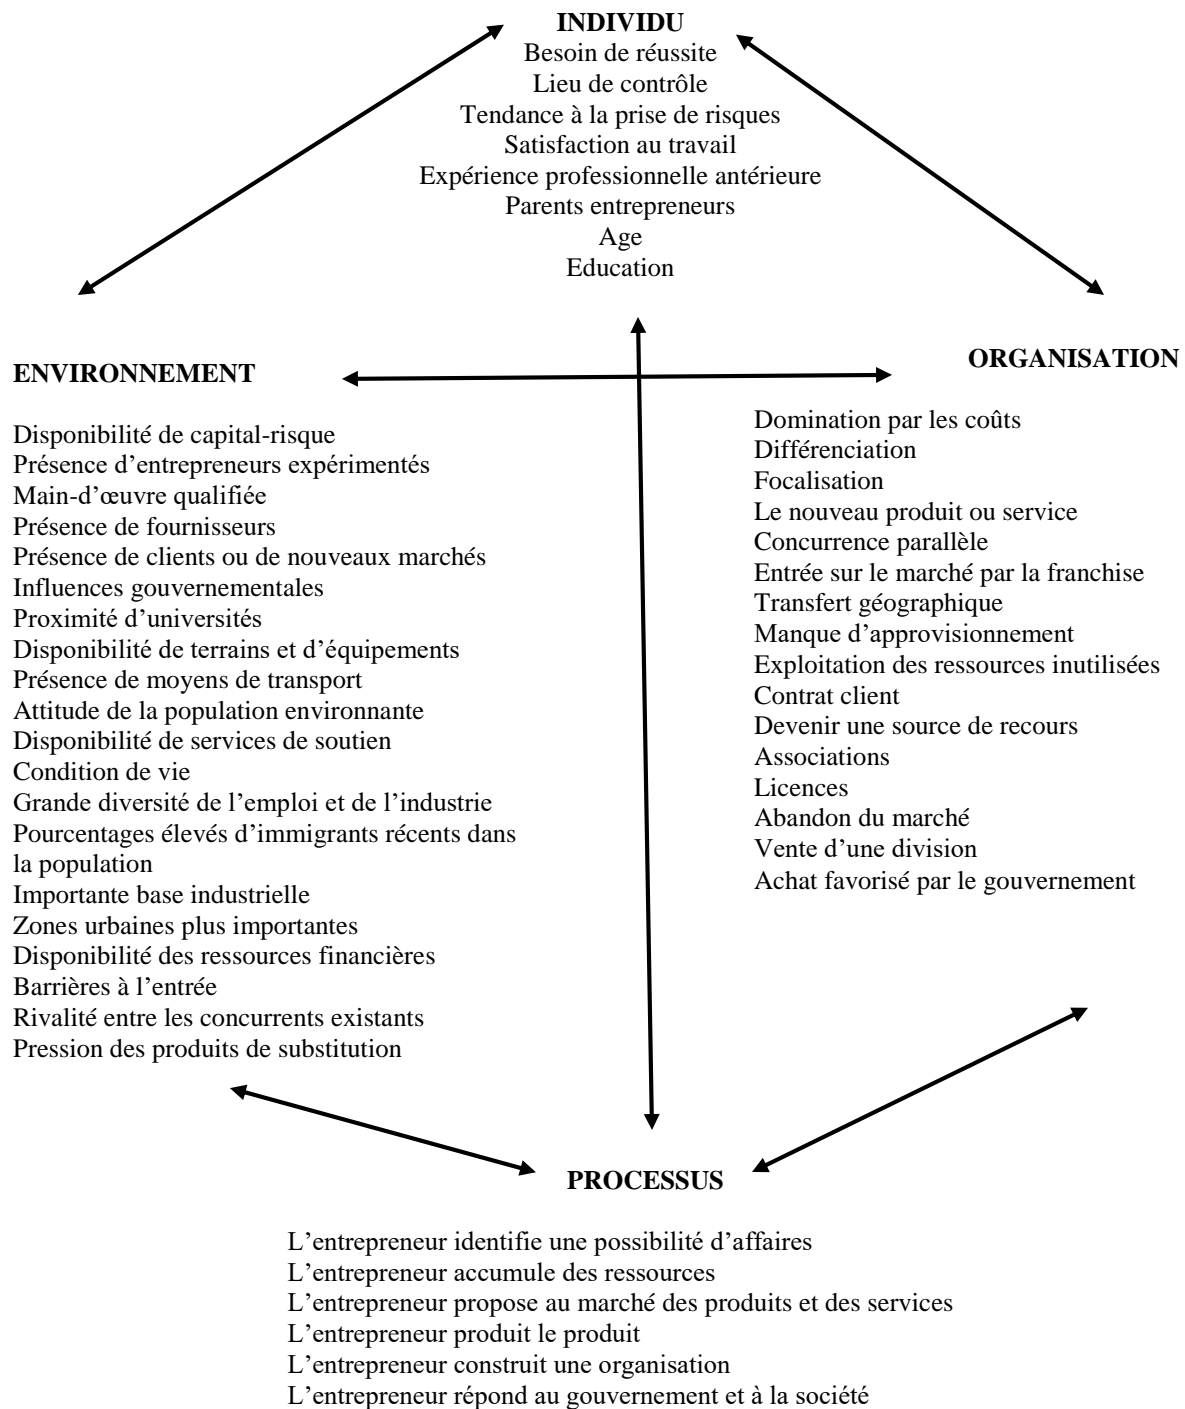 INDIVIDU
Besoin de réussite
Lieu de contrôle
Tendance à la prise de risques
Satisfaction au travail
Expérience professionnelle antérieure
Parents entrepreneurs
Age
Education
ENVIRONNEMENT
Disponibilité de capital-risque
Présence d’entrepreneurs expérimentés
Main-d’œuvre qualifiée
Présence de fournisseurs
Présence de clients ou de nouveaux marchés
Influences gouvernementales
Proximité d’universités
Disponibilité de terrains et d’équipements
Présence de moyens de transport
Attitude de la population environnante
Disponibilité de services de soutien
Condition de vie
Grande diversité de l’emploi et de l’industrie
Pourcentages élevés d’immigrants récents dans
la population
Importante base industrielle
Zones urbaines plus importantes
Disponibilité des ressources financières
Barrières à l’entrée
Rivalité entre les concurrents existants
Pression des produits de substitution
ORGANISATION
Domination par les coûts
Différenciation
Focalisation
Le nouveau produit ou service
Concurrence parallèle
Entrée sur le marché par la franchise
Transfert géographique
Manque d’approvisionnement
Exploitation des ressources inutilisées
Contrat client
Devenir une source de recours
Associations
Licences
Abandon du marché
Vente d’une division
Achat favorisé par le gouvernement
PROCESSUS
L’entrepreneur identifie une possibilité d’affaires
L’entrepreneur accumule des ressources
L’entrepreneur propose au marché des produits et des services
L’entrepreneur produit le produit
L’entrepreneur construit une organisation
L’entrepreneur répond au gouvernement et à la société